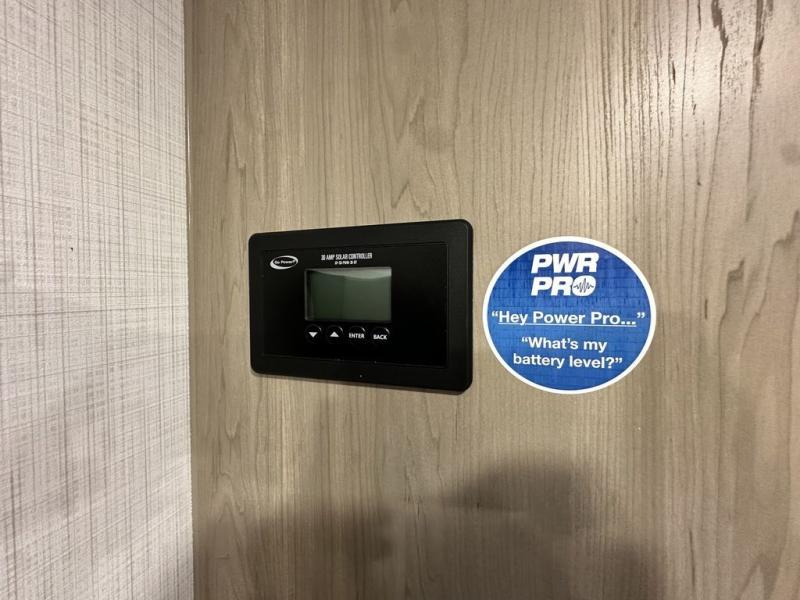 Go Power!
30 AMP SOLAR CONTROLLER
ENTER
BACK
PWR
PRO
“Hey Power Pro...”
“What's my
battery level?”